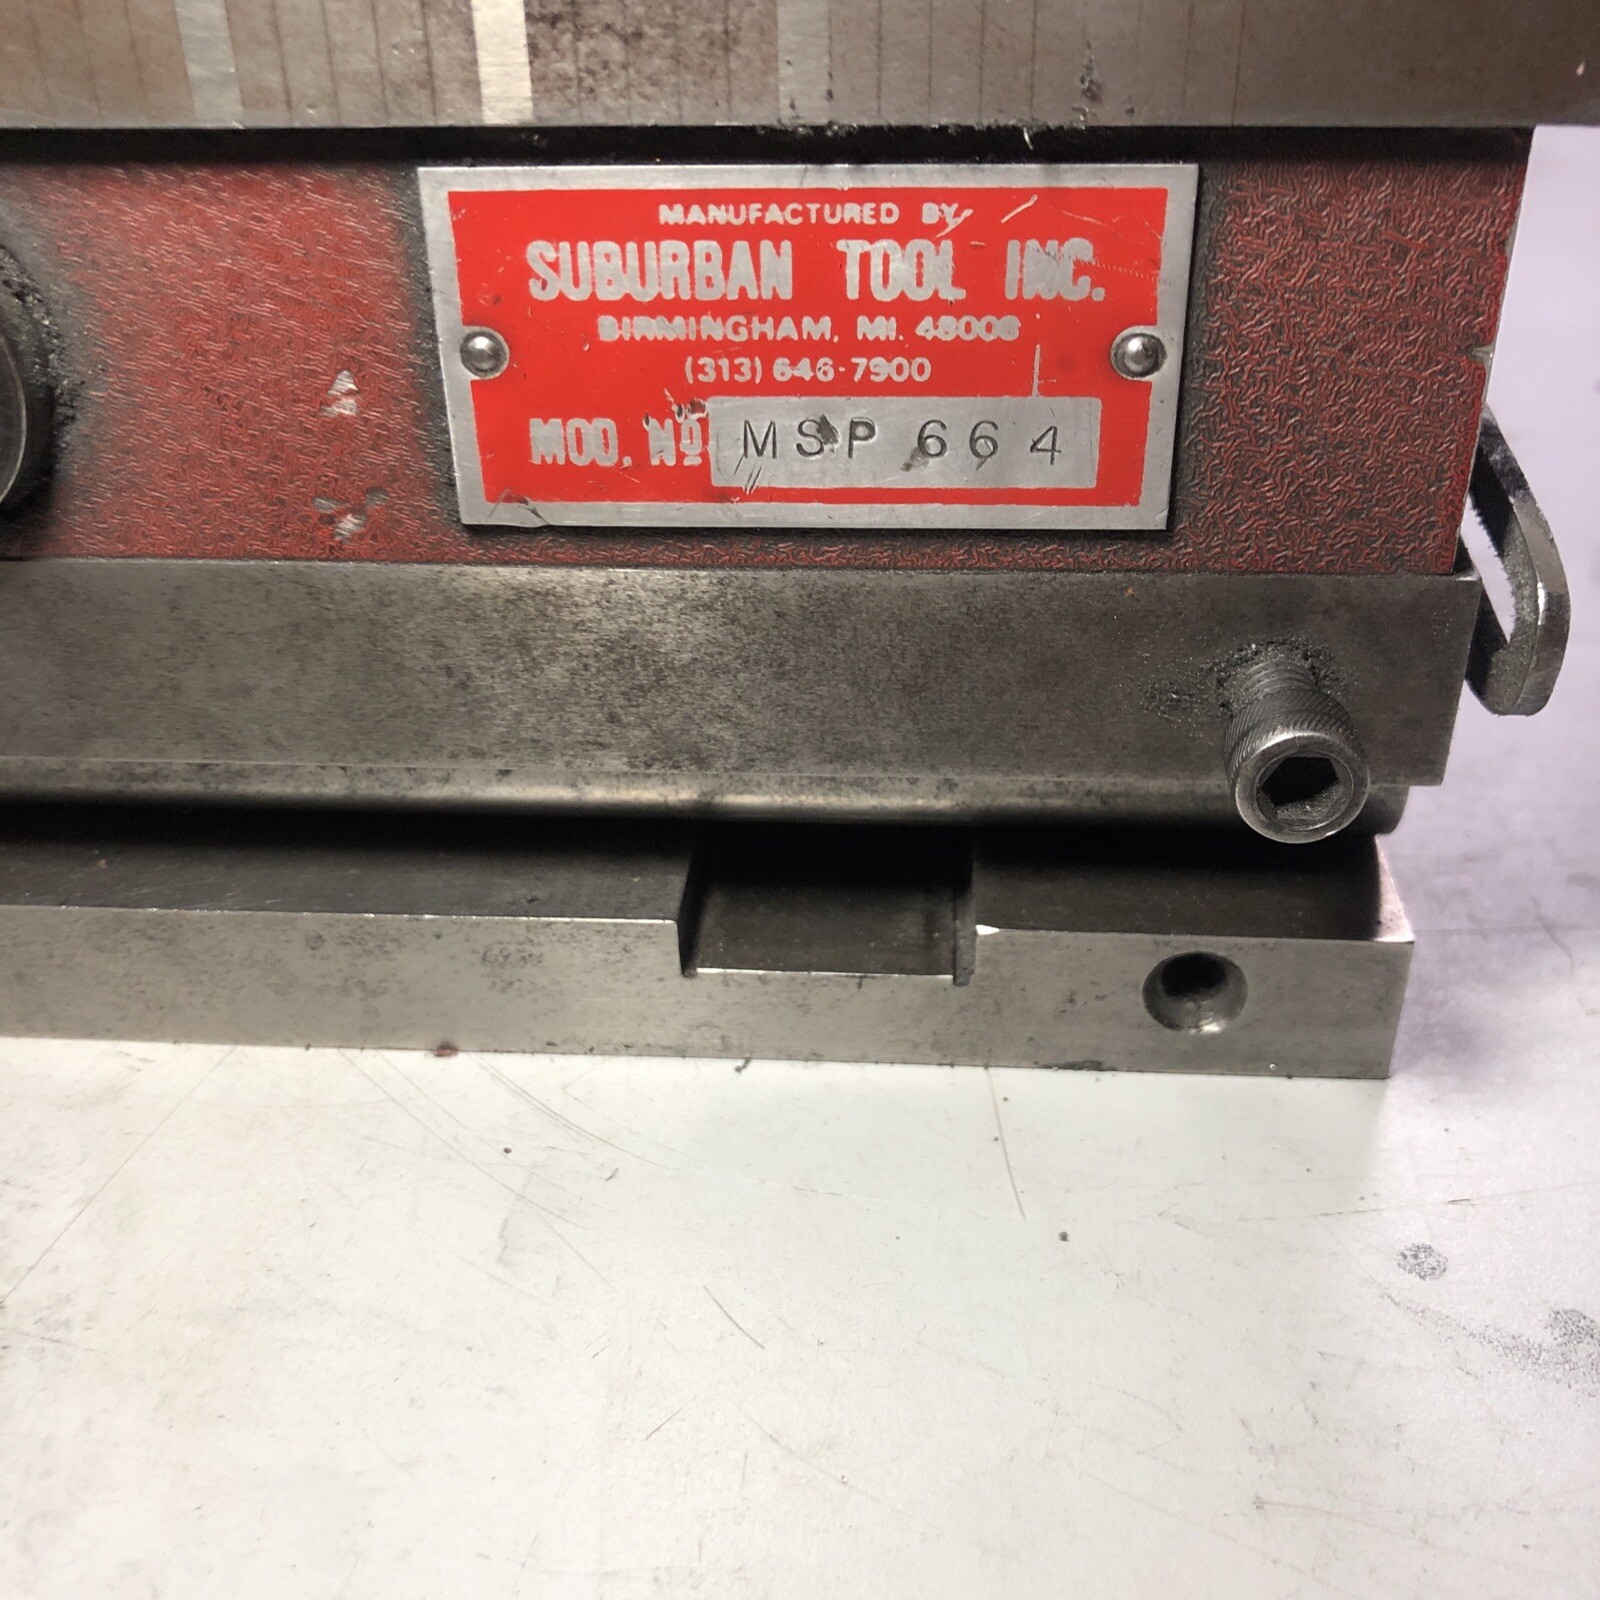 MANUFACTURED BY
SUBURBAN TOOL INC.
BIRMINGHAM, MI. 48008
(313) 646-7900
MOD. NO MSP 664